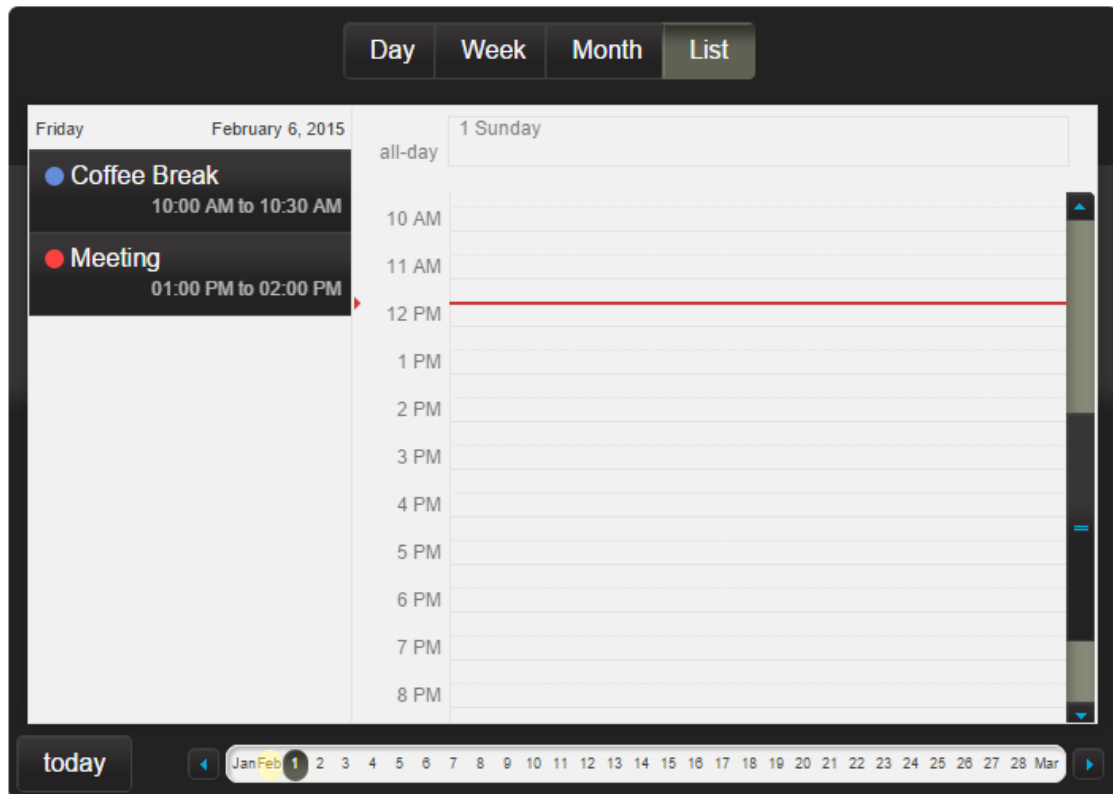 Day Week Month List
Friday February 6, 2015
Coffee Break
10:00 AM to 10:30 AM
Meeting
01:00 PM to 02:00 PM
1 Sunday
all-day
10 AM
11 AM
12 PM
1 PM
2 PM
3 PM
4 PM
5 PM
6 PM
7 PM
8 PM
today
Jan Feb 1 2 3 4 5 6 7 8 9 10 11 12 13 14 15 16 17 18 19 20 21 22 23 24 25 26 27 28 Mar